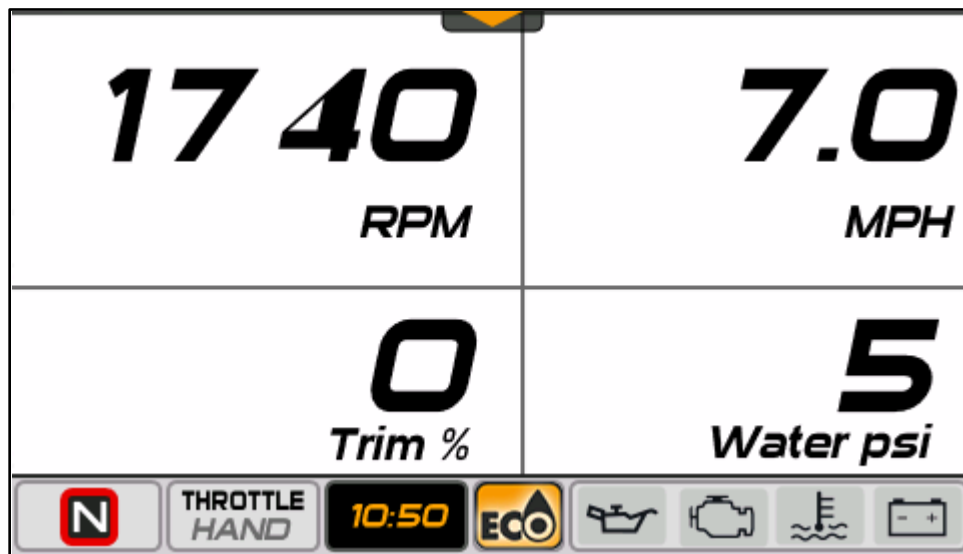 1740
RPM
7.0
MPH
0
Trim %
5
Water psi
N
THROTTLE
HAND
10:50
ECO
- +